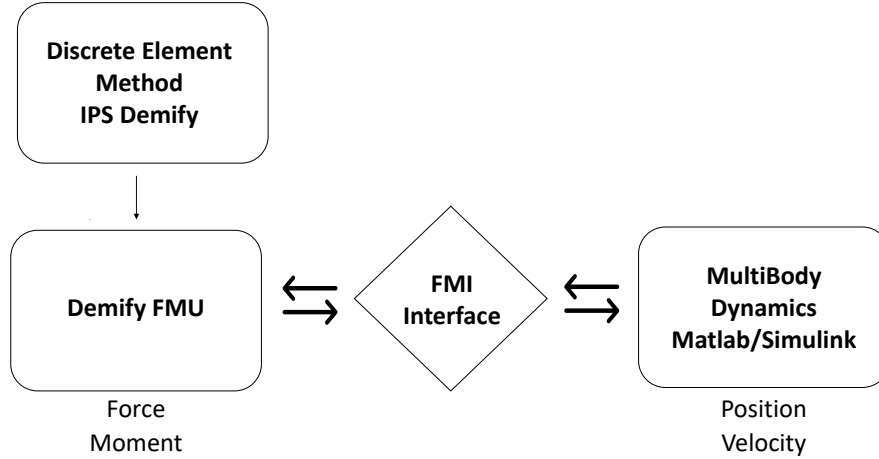 Discrete Element
Method
IPS Demify
Demify FMU
FMI
Interface
MultiBody
Dynamics
Matlab/Simulink
Force
Moment
Position
Velocity